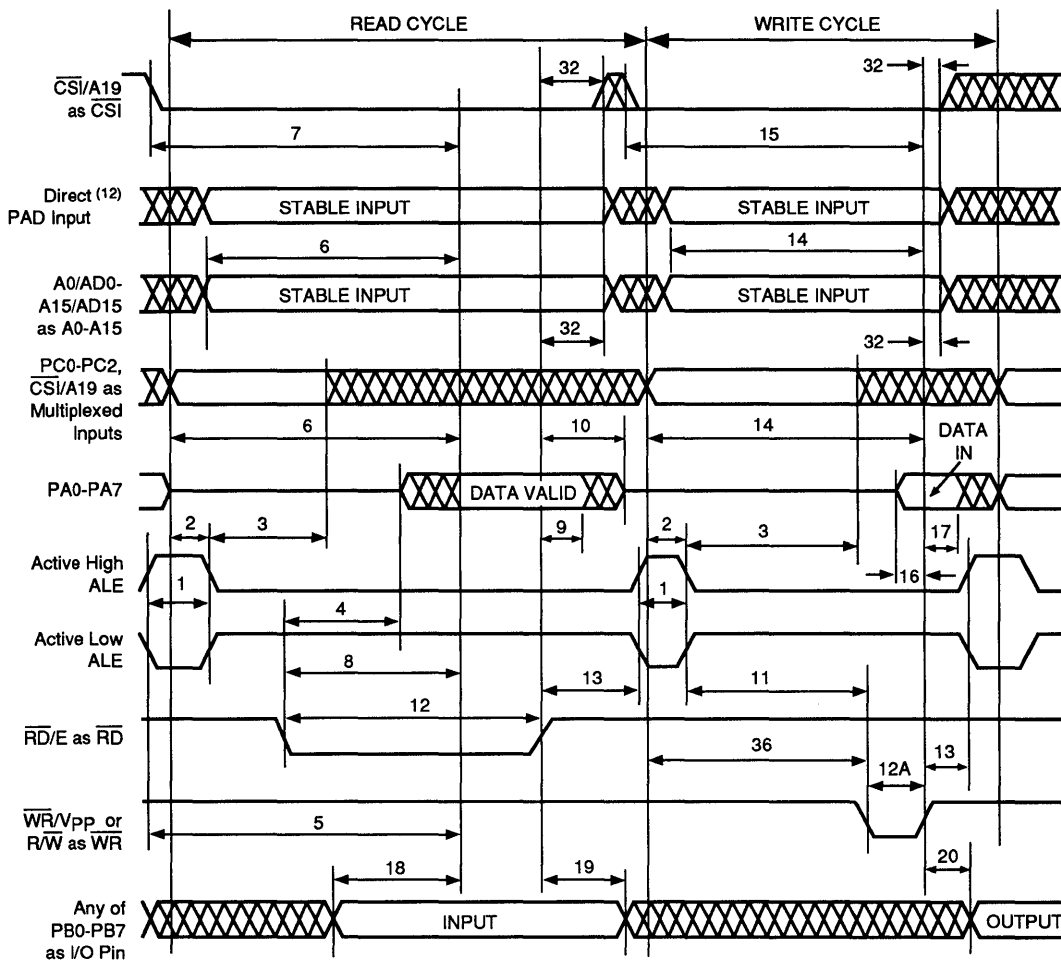 READ CYCLE
WRITE CYCLE
CSI/A19
as CSI
32
32
7
15
Direct (12)
PAD Input
STABLE INPUT
STABLE INPUT
6
14
A0/AD0-
A15/AD15
as A0-A15
STABLE INPUT
STABLE INPUT
32
32
PC0-PC2,
CSI/A19 as
Multiplexed
Inputs
6
10
14
DATA
IN
PA0-PA7
DATA VALID
2
3
9
2
3
17
Active High
ALE
16
1
1
4
Active Low
ALE
8
13
11
12
RD/E as RD
36
12A
13
WR/VPP or
R/W as WR
5
18
19
20
Any of
PB0-PB7
as I/O Pin
INPUT
OUTPUT